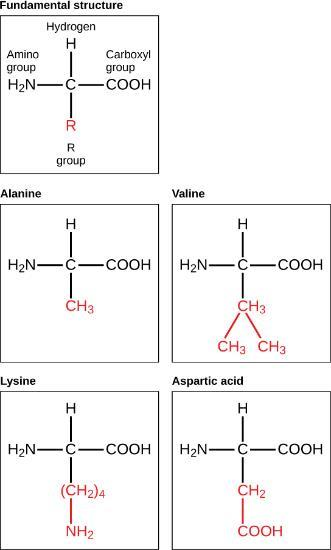 Fundamental structure
Hydrogen
H
Amino
group
Carboxyl
group
H₂N—C—COOH
R
R
group
Alanine
H
H₂N—C—COOH
CH₃
Valine
H
H₂N—C—COOH
CH₃
CH₃ CH₃
Lysine
H
H₂N—C—COOH
(CH₂)₄
NH₂
Aspartic acid
H
H₂N—C—COOH
CH₂
COOH